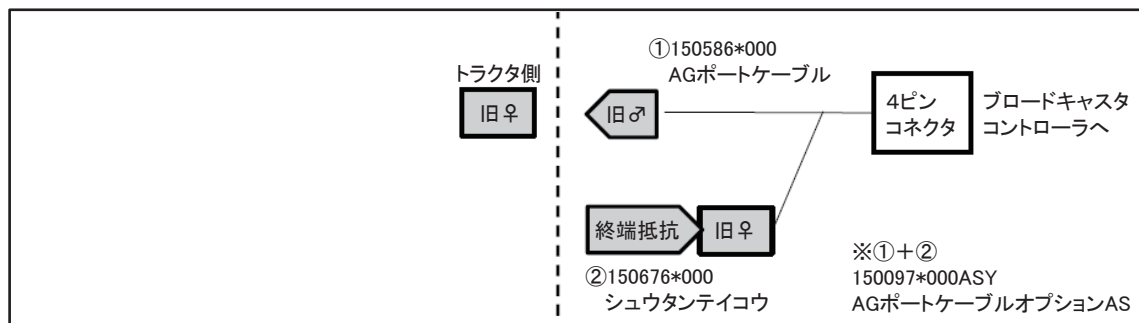 トラクタ側
旧♀
①150586*000
AGポートケーブル
旧♂
4ピン
コネクタ
ブロードキャスタ
コントローラへ
終端抵抗
旧♀
②150676*000
シュウタンテイコウ
※①+②
150097*000ASY
AGポートケーブルオプションAS